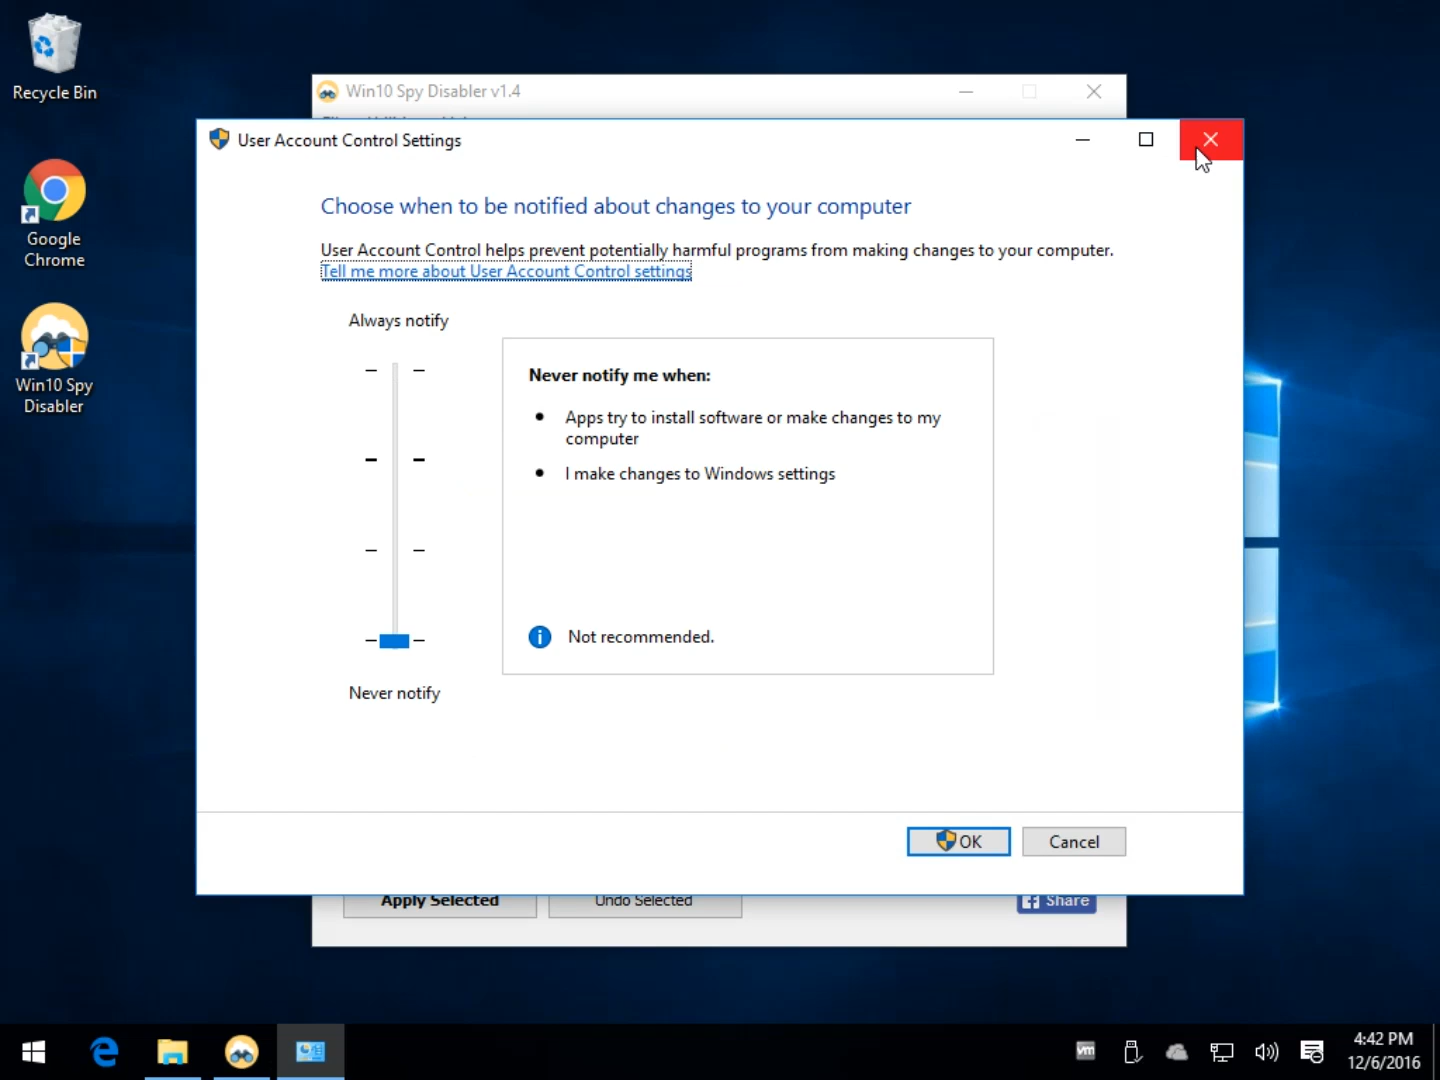 Recycle Bin
Google
Chrome
Win10 Spy
Disabler
Win10 Spy Disabler v1.4
User Account Control Settings
Choose when to be notified about changes to your computer
User Account Control helps prevent potentially harmful programs from making changes to your computer.
Tell me more about User Account Control settings
Always notify
Never notify me when:
Apps try to install software or make changes to my
computer
I make changes to Windows settings
Not recommended.
Never notify
OK
Cancel
Apply Selected
Undo Selected
Share
vm
4:42 PM
12/6/2016